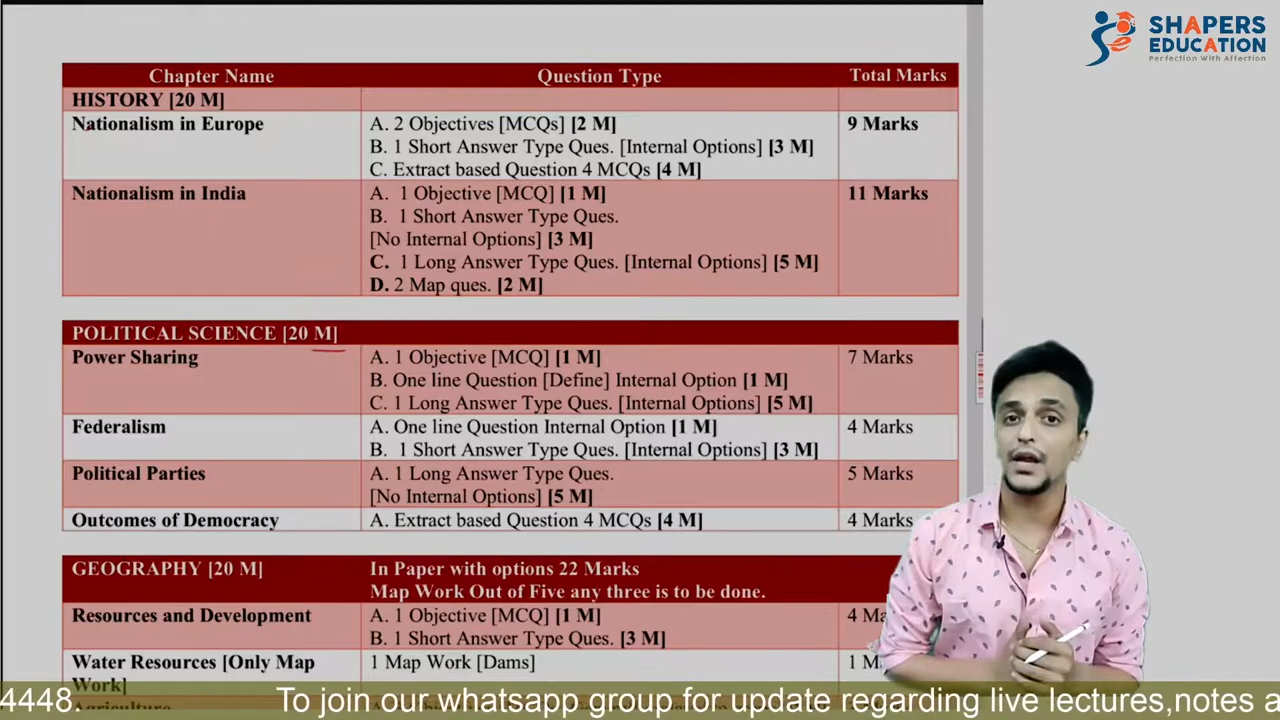 SHAPERS
EDUCATION
Perfection With Affection
Chapter Name Question Type Total Marks
HISTORY [20 M]
Nationalism in Europe A. 2 Objectives [MCQs] [2 M] 9 Marks
B. 1 Short Answer Type Ques. [Internal Options] [3 M]
C. Extract based Question 4 MCQs [4 M]
Nationalism in India A. 1 Objective [MCQ] [1 M] 11 Marks
B. 1 Short Answer Type Ques.
[No Internal Options] [3 M]
C. 1 Long Answer Type Ques. [Internal Options] [5 M]
D. 2 Map ques. [2 M]
POLITICAL SCIENCE [20 M]
Power Sharing A. 1 Objective [MCQ] [1 M] 7 Marks
B. One line Question [Define] Internal Option [1 M]
C. 1 Long Answer Type Ques. [Internal Options] [5 M]
Federalism A. One line Question Internal Option [1 M] 4 Marks
B. 1 Short Answer Type Ques. [Internal Options] [3 M]
Political Parties A. 1 Long Answer Type Ques. 5 Marks
[No Internal Options] [5 M]
Outcomes of Democracy A. Extract based Question 4 MCQs [4 M] 4 Marks
GEOGRAPHY [20 M] In Paper with options 22 Marks
Map Work Out of Five any three is to be done.
Resources and Development A. 1 Objective [MCQ] [1 M] 4 Ma
B. 1 Short Answer Type Ques. [3 M]
Water Resources [Only Map 1 Map Work [Dams] 1 M
Work]
Agriculture
4448. To join our whatsapp group for update regarding live lectures,notes a